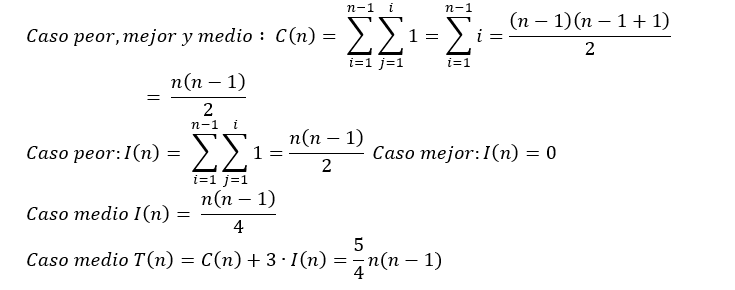 Caso peor, mejor y medio : C(n) = ∑_{i=1}^{n−1} ∑_{j=1}^{i} 1 = ∑_{i=1}^{n−1} i = (n − 1)(n − 1 + 1) / 2
= n(n − 1) / 2
Caso peor: I(n) = ∑_{i=1}^{n−1} ∑_{j=1}^{i} 1 = n(n − 1) / 2 Caso mejor: I(n) = 0
Caso medio I(n) = n(n − 1) / 4
Caso medio T(n) = C(n) + 3 · I(n) = 5/4 n(n − 1)